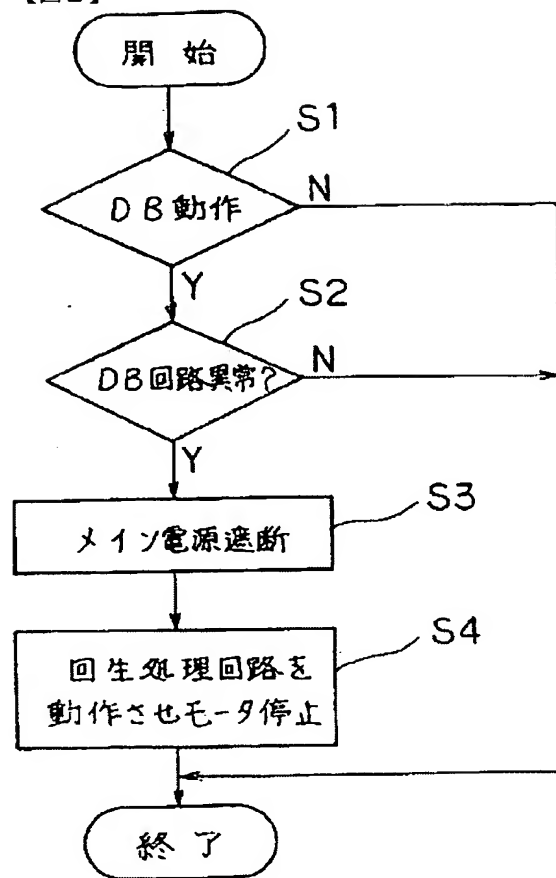 開始
S1
DB動作
N
Y
S2
DB回路異常?
N
Y
S3
メイン電源遮断
S4
回生処理回路を
動作させモータ停止
終了